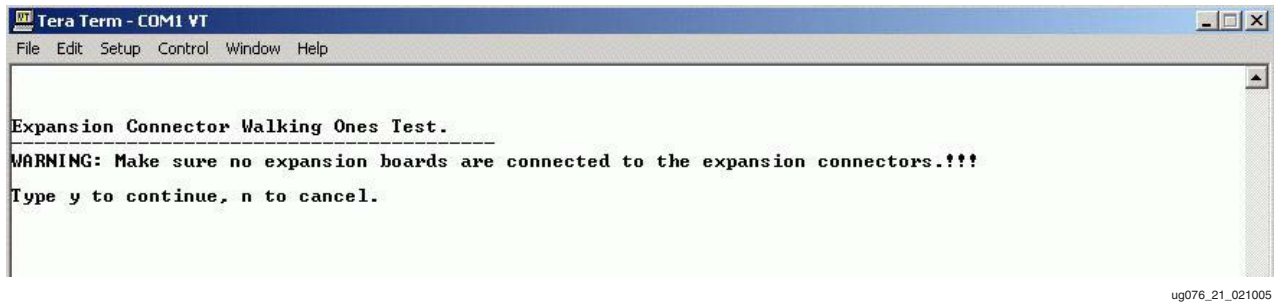 Tera Term - COM1 VT
File Edit Setup Control Window Help
Expansion Connector Walking Ones Test.
WARNING: Make sure no expansion boards are connected to the expansion connectors.!!!
Type y to continue, n to cancel.
ug076_21_021005